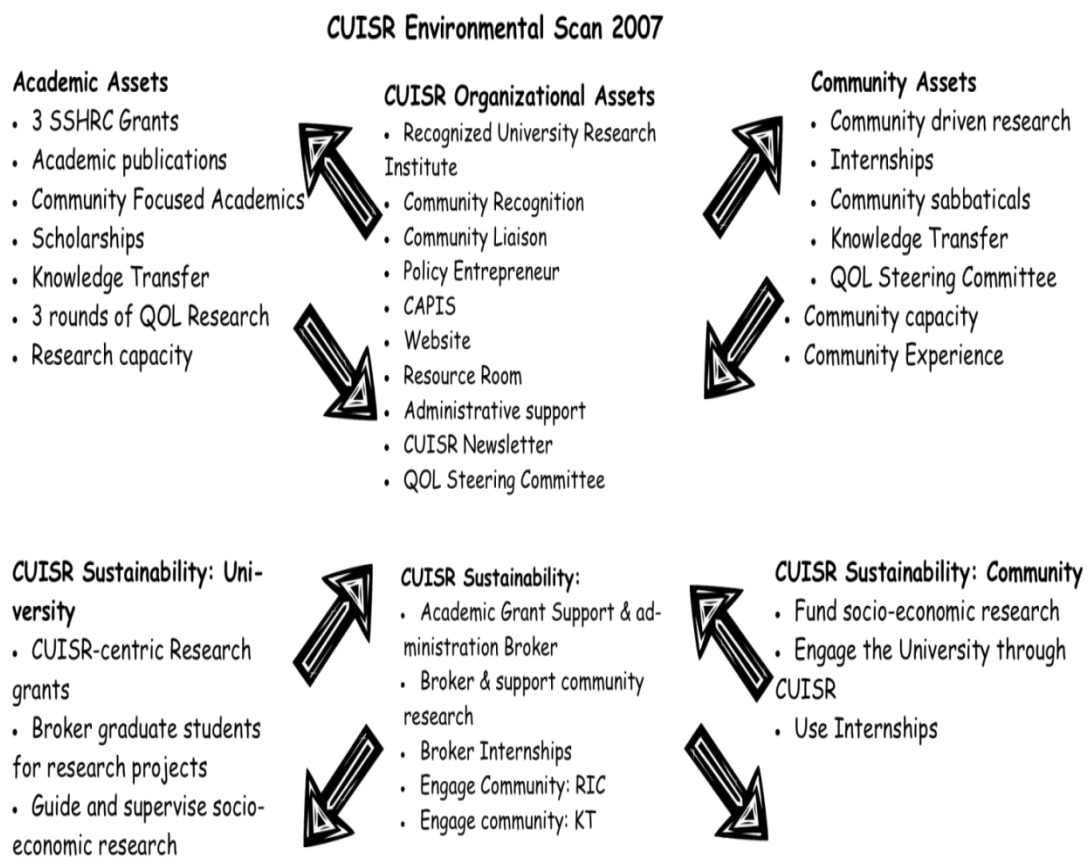 CUISR Environmental Scan 2007
Academic Assets
• 3 SSHRC Grants
• Academic publications
• Community Focused Academics
• Scholarships
• Knowledge Transfer
• 3 rounds of QOL Research
• Research capacity
CUISR Organizational Assets
• Recognized University Research
Institute
• Community Recognition
• Community Liaison
• Policy Entrepreneur
• CAPIS
• Website
• Resource Room
• Administrative support
• CUISR Newsletter
• QOL Steering Committee
Community Assets
• Community driven research
• Internships
• Community sabbaticals
• Knowledge Transfer
• QOL Steering Committee
• Community capacity
• Community Experience
CUISR Sustainability: Uni-
versity
• CUISR-centric Research
grants
• Broker graduate students
for research projects
• Guide and supervise socio-
economic research
CUISR Sustainability:
• Academic Grant Support & ad-
ministration Broker
• Broker & support community
research
• Broker Internships
• Engage Community: RIC
• Engage community: KT
CUISR Sustainability: Community
• Fund socio-economic research
• Engage the University through
CUISR
• Use Internships